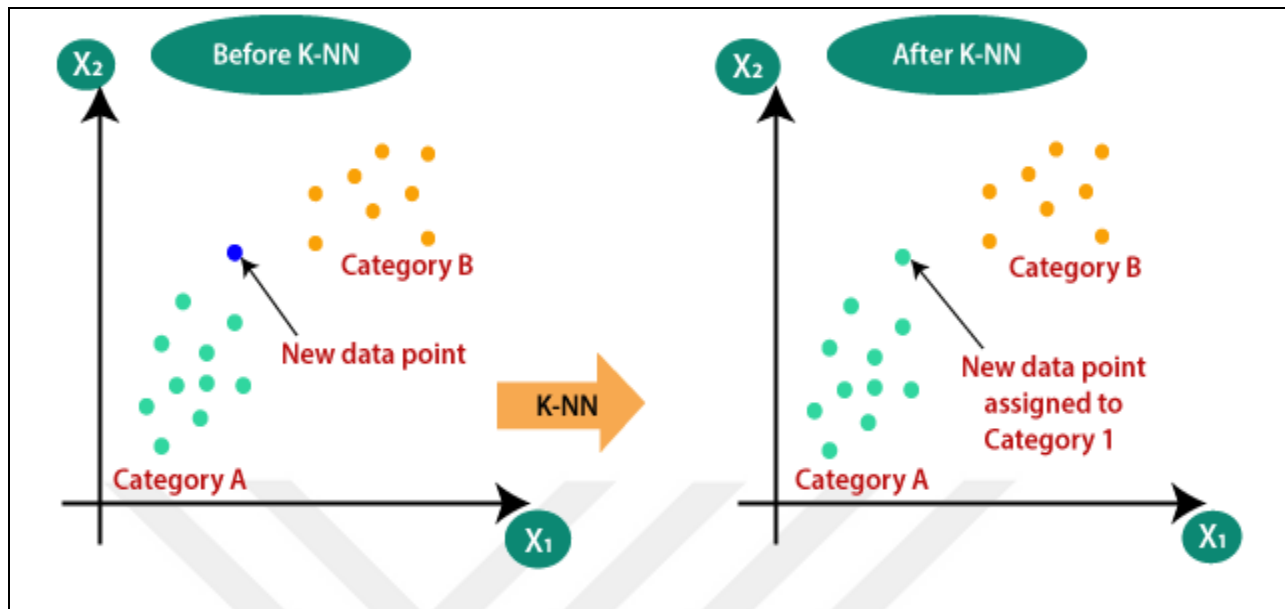 Before K-NN
X₂
Category B
New data point
Category A
X₁
K-NN
After K-NN
X₂
Category B
New data point
assigned to
Category 1
Category A
X₁